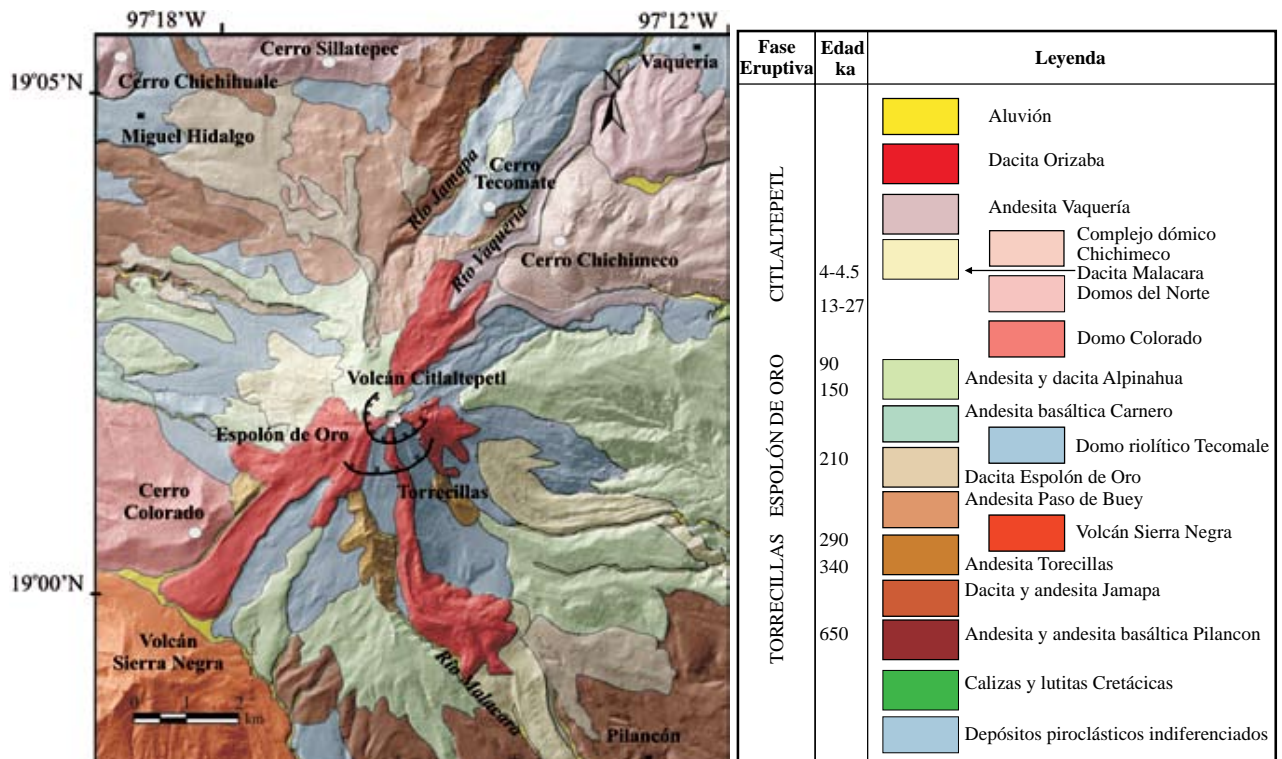 97°18'W
97°12'W
19°05'N
19°00'N
Cerro Sillatepec
Cerro Chichihuale
Miguel Hidalgo
Vaquería
N
Río Jamapa
Cerro
Tecomate
Río Vaquería
Cerro Chichimeco
Volcán Citlaltepetl
Espolón de Oro
Torrecillas
Cerro
Colorado
Volcán
Sierra Negra
Río Malacara
Pilancón
0 1 2
km
Fase
Eruptiva
Edad
ka
Leyenda
CITLALTEPETL
ESPOLÓN DE ORO
TORRECILLAS
4-4.5
13-27
90
150
210
290
340
650
Aluvión
Dacita Orizaba
Andesita Vaquería
Complejo dómico
Chichimeco
Dacita Malacara
Domos del Norte
Domo Colorado
Andesita y dacita Alpinahua
Andesita basáltica Carnero
Domo riolítico Tecomale
Dacita Espolón de Oro
Andesita Paso de Buey
Volcán Sierra Negra
Andesita Torecillas
Dacita y andesita Jamapa
Andesita y andesita basáltica Pilancon
Calizas y lutitas Cretácicas
Depósitos piroclásticos indiferenciados